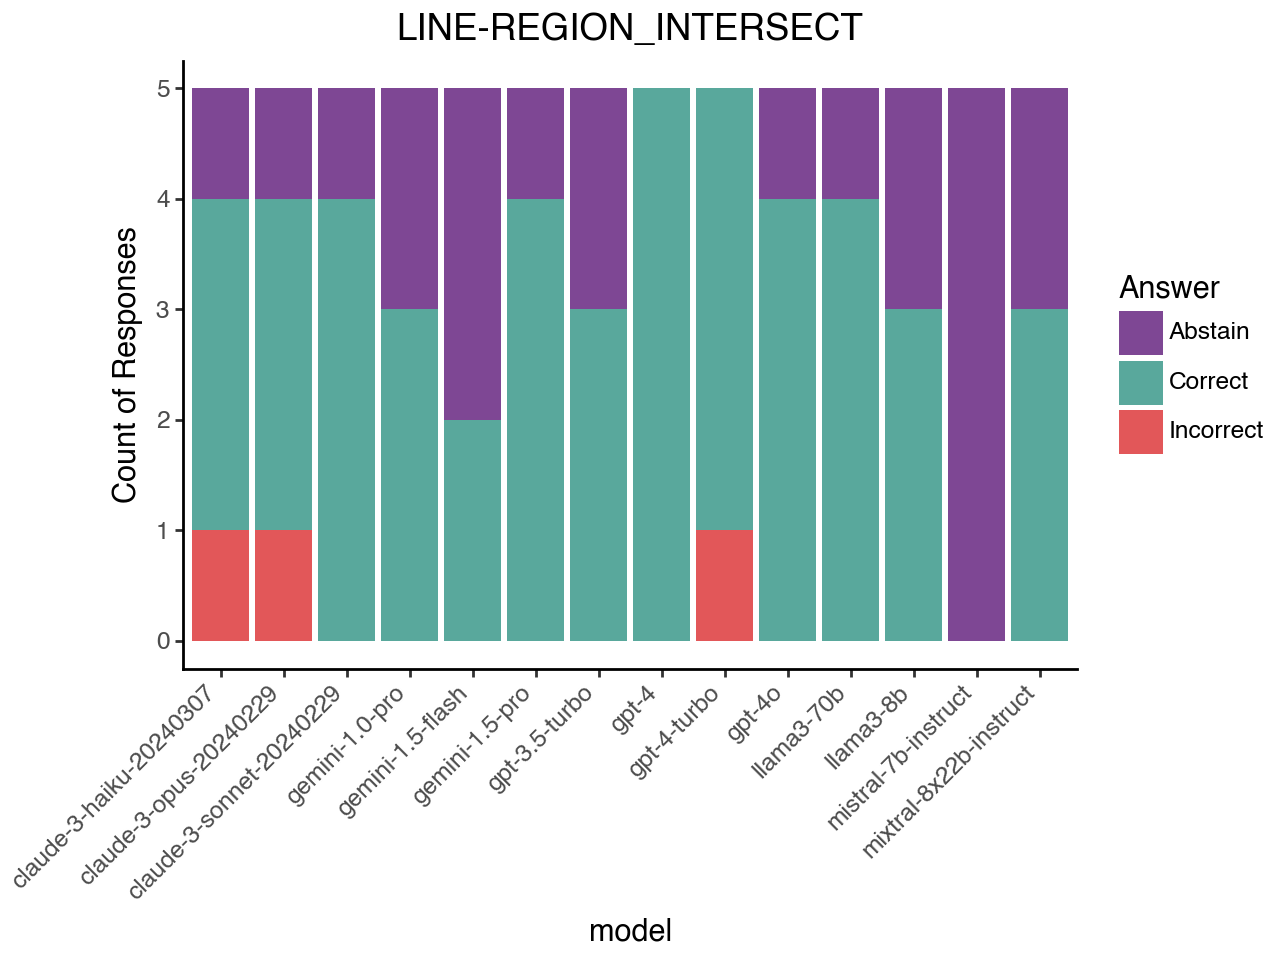 LINE-REGION_INTERSECT
Count of Responses
5
4
3
2
1
0
claude-3-haiku-20240307
claude-3-opus-20240229
claude-3-sonnet-20240229
gemini-1.0-pro
gemini-1.5-flash
gemini-1.5-pro
gpt-3.5-turbo
gpt-4
gpt-4-turbo
gpt-4o
llama3-70b
llama3-8b
mistral-7b-instruct
mixtral-8x22b-instruct
model
Answer
Abstain
Correct
Incorrect